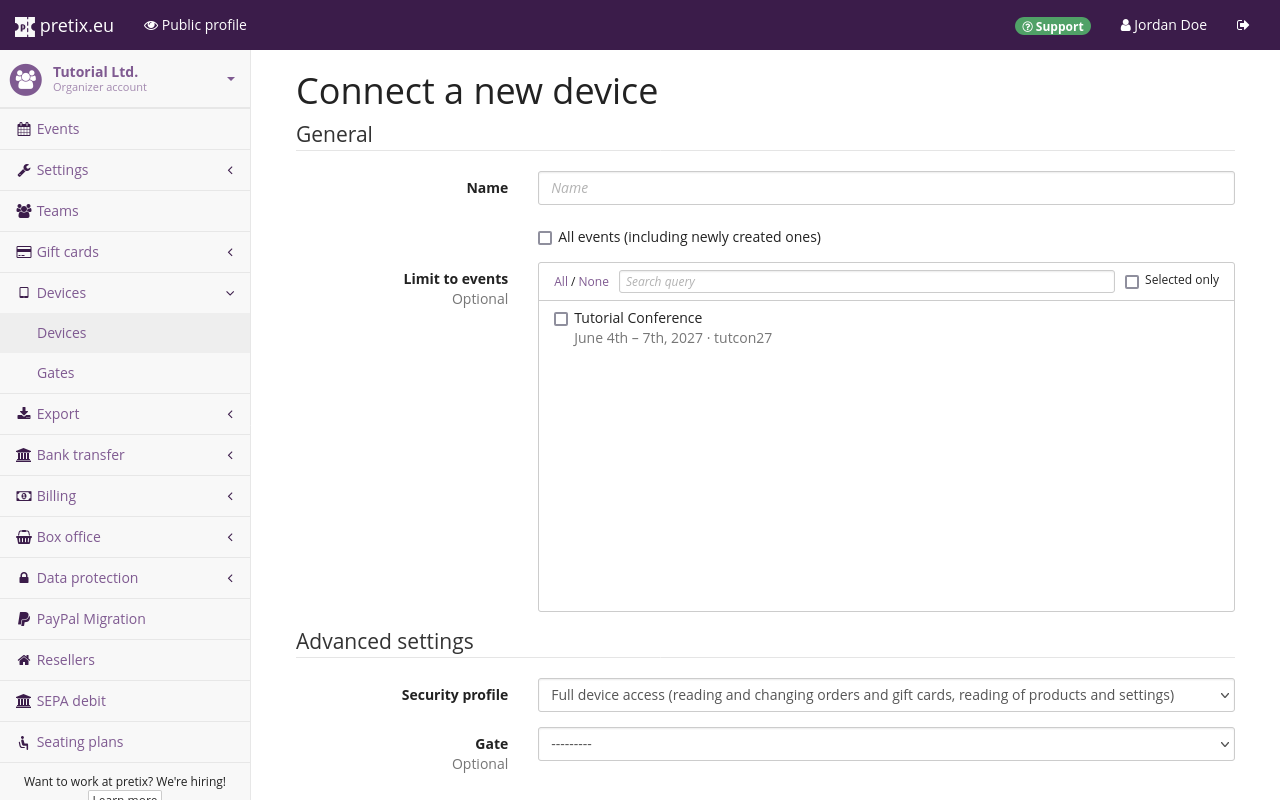 pretix.eu
Public profile
Support
Jordan Doe
Tutorial Ltd.
Organizer account
Events
Settings
Teams
Gift cards
Devices
Devices
Gates
Export
Bank transfer
Billing
Box office
Data protection
PayPal Migration
Resellers
SEPA debit
Seating plans
Want to work at pretix? We're hiring!
Learn more
Connect a new device
General
Name
Name
All events (including newly created ones)
Limit to events
Optional
All / None
Search query
Selected only
Tutorial Conference
June 4th – 7th, 2027 · tutcon27
Advanced settings
Security profile
Full device access (reading and changing orders and gift cards, reading of products and settings)
Gate
Optional
---------